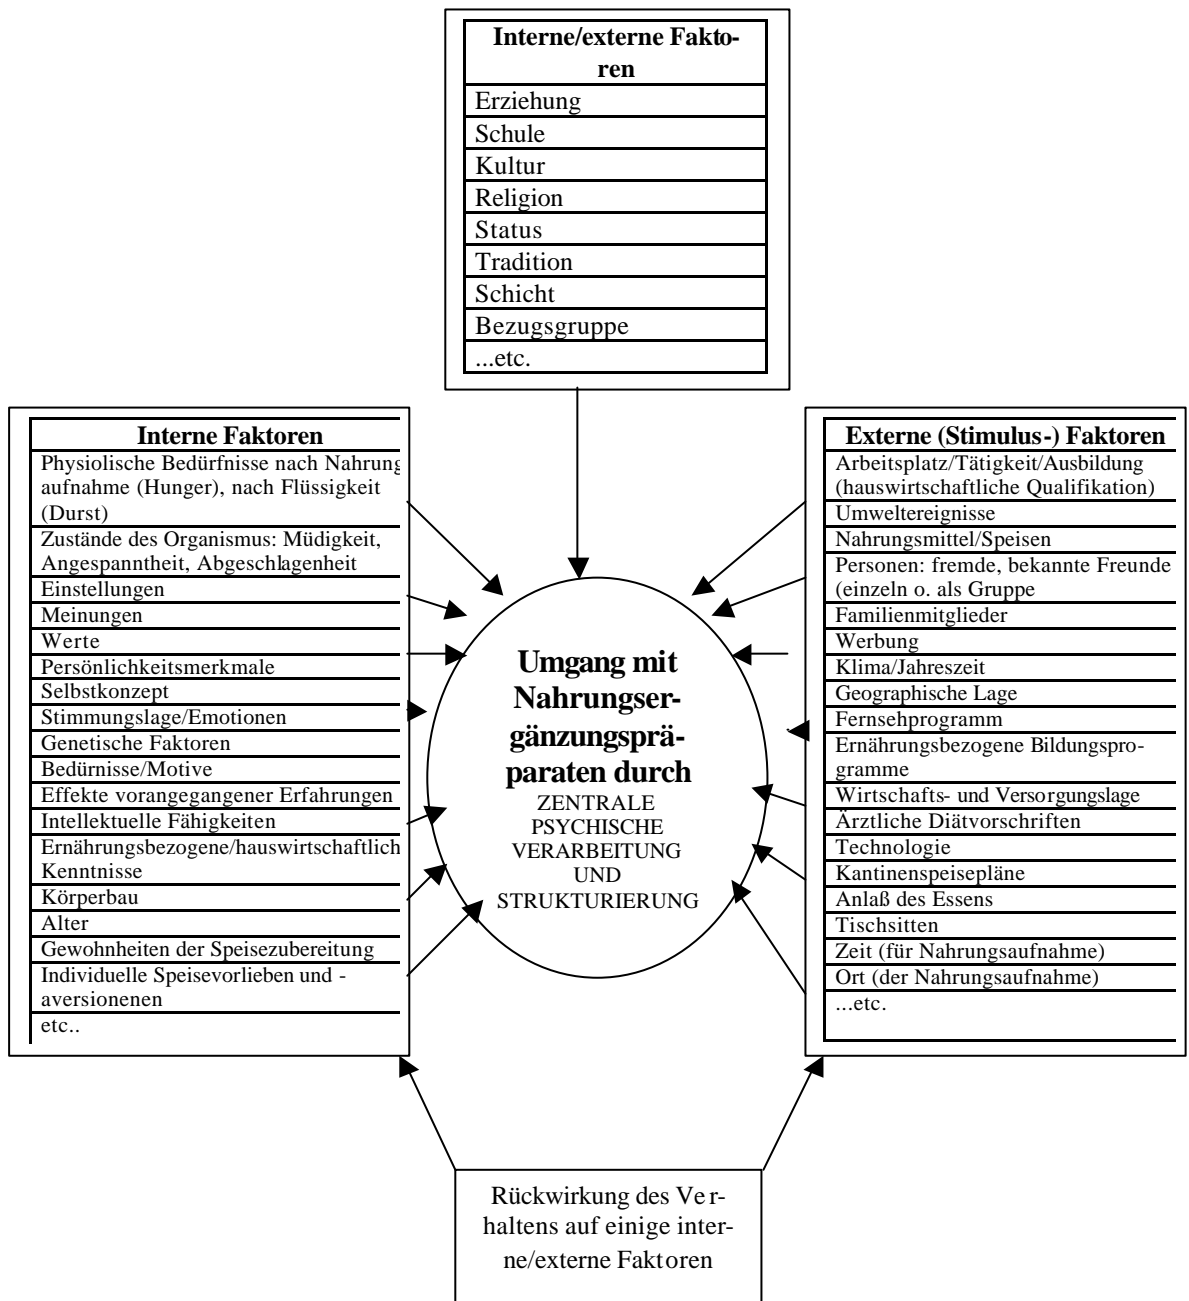 Interne/externe Fakto-
ren
Erziehung
Schule
Kultur
Religion
Status
Tradition
Schicht
Bezugsgruppe
...etc.
Interne Faktoren
Physiolische Bedürfnisse nach Nahrung
aufnahme (Hunger), nach Flüssigkeit
(Durst)
Zustände des Organismus: Müdigkeit,
Angespanntheit, Abgeschlagenheit
Einstellungen
Meinungen
Werte
Persönlichkeitsmerkmale
Selbstkonzept
Stimmungslage/Emotionen
Genetische Faktoren
Bedürnisse/Motive
Effekte vorangegangener Erfahrungen
Intellektuelle Fähigkeiten
Ernährungsbezogene/hauswirtschaftlich
Kenntnisse
Körperbau
Alter
Gewohnheiten der Speisezubereitung
Individuelle Speisevorlieben und -
aversionenen
etc..
Umgang mit
Nahrungser-
gänzungsprä-
paraten durch
ZENTRALE
PSYCHISCHE
VERARBEITUNG
UND
STRUKTURIERUNG
Externe (Stimulus-) Faktoren
Arbeitsplatz/Tätigkeit/Ausbildung
(hauswirtschaftliche Qualifikation)
Umweltereignisse
Nahrungsmittel/Speisen
Personen: fremde, bekannte Freunde
(einzeln o. als Gruppe
Familienmitglieder
Werbung
Klima/Jahreszeit
Geographische Lage
Fernsehprogramm
Ernährungsbezogene Bildungspro-
gramme
Wirtschafts- und Versorgungslage
Ärztliche Diätvorschriften
Technologie
Kantinenspeisepläne
Anlaß des Essens
Tischsitten
Zeit (für Nahrungsaufnahme)
Ort (der Nahrungsaufnahme)
...etc.
Rückwirkung des Ver-
haltens auf einige inter-
ne/externe Faktoren